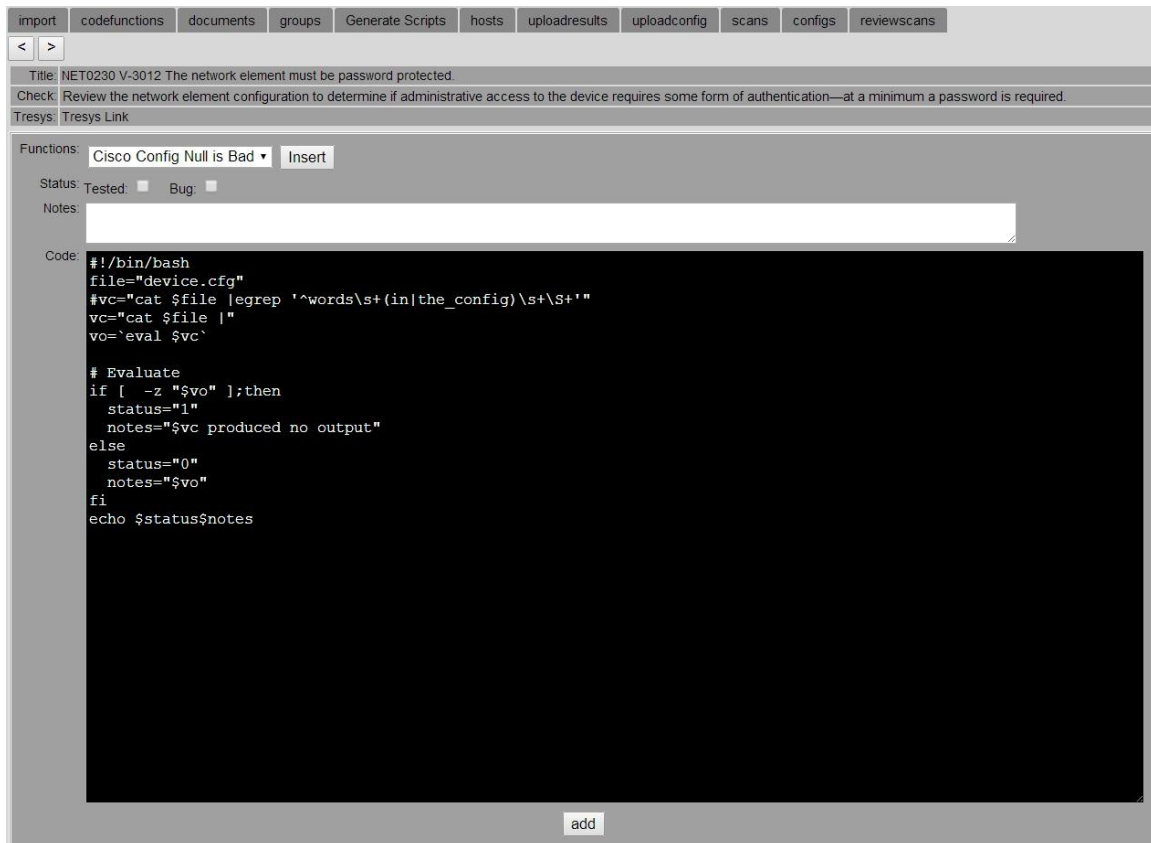 import codefunctions documents groups Generate Scripts hosts uploadresults uploadconfig scans configs reviewscans
< >
Title: NET0230 V-3012 The network element must be password protected.
Check: Review the network element configuration to determine if administrative access to the device requires some form of authentication—at a minimum a password is required.
Tresys: Tresys Link
Functions: Cisco Config Null is Bad Insert
Status: Tested: Bug:
Notes:
Code:
#!/bin/bash
file="device.cfg"
#vc="cat $file |egrep '^words\s+(in|the_config)\s+\S+'"
vc="cat $file |"
vo=`eval $vc`
# Evaluate
if [  -z "$vo" ];then
  status="1"
  notes="$vc produced no output"
else
  status="0"
  notes="$vo"
fi
echo $status$notes
add